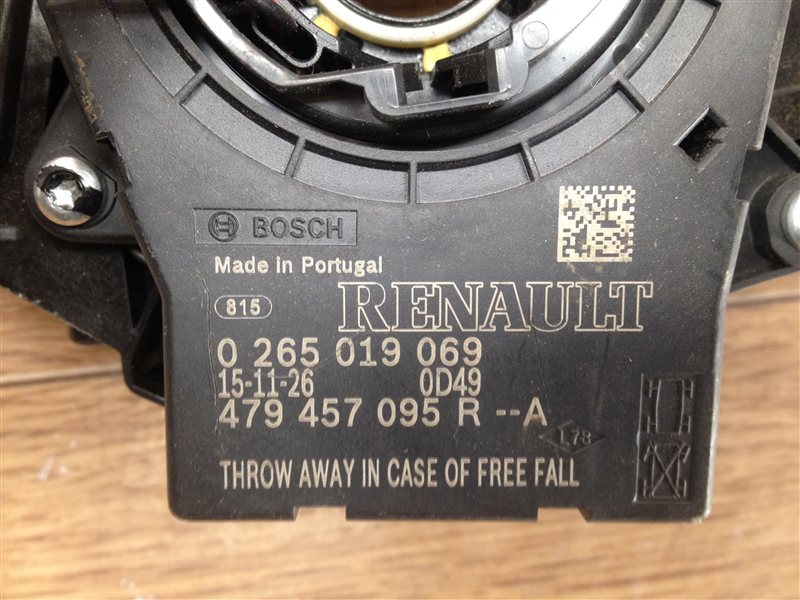 BOSCH
Made in Portugal
815
RENAULT
0 265 019 069
15-11-26 0D49
479 457 095 R --A
L78
THROW AWAY IN CASE OF FREE FALL